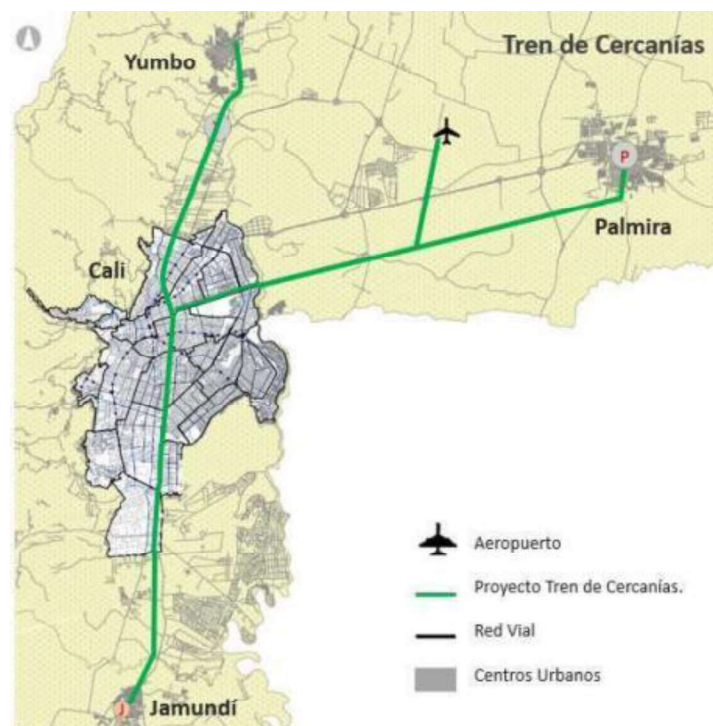 Tren de Cercanías
Yumbo
P
Palmira
Cali
Aeropuerto
Proyecto Tren de Cercanías.
Red Vial
Centros Urbanos
J
Jamundí